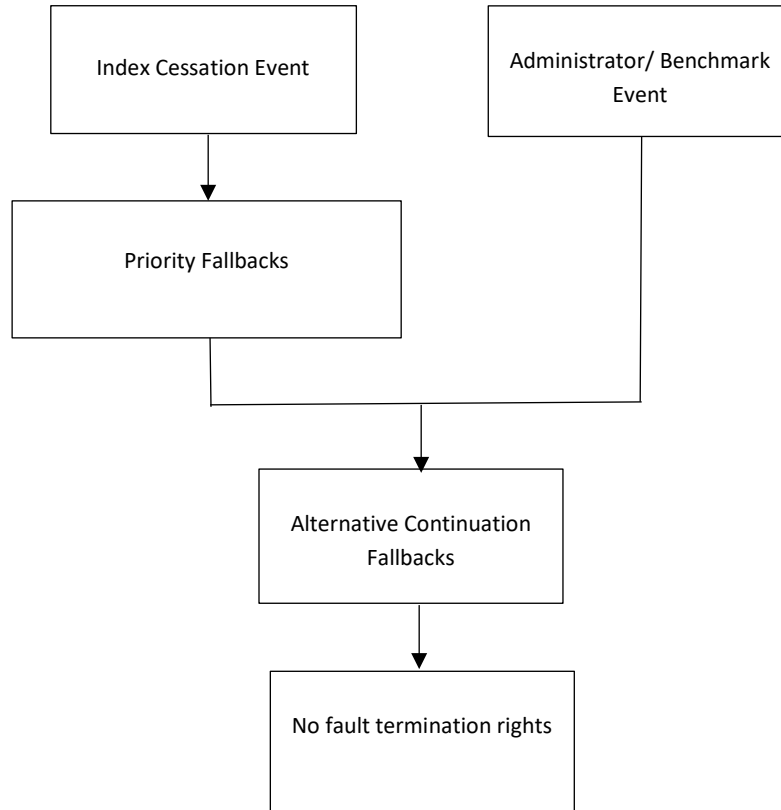 Index Cessation Event
Administrator/ Benchmark
Event
Priority Fallbacks
Alternative Continuation
Fallbacks
No fault termination rights